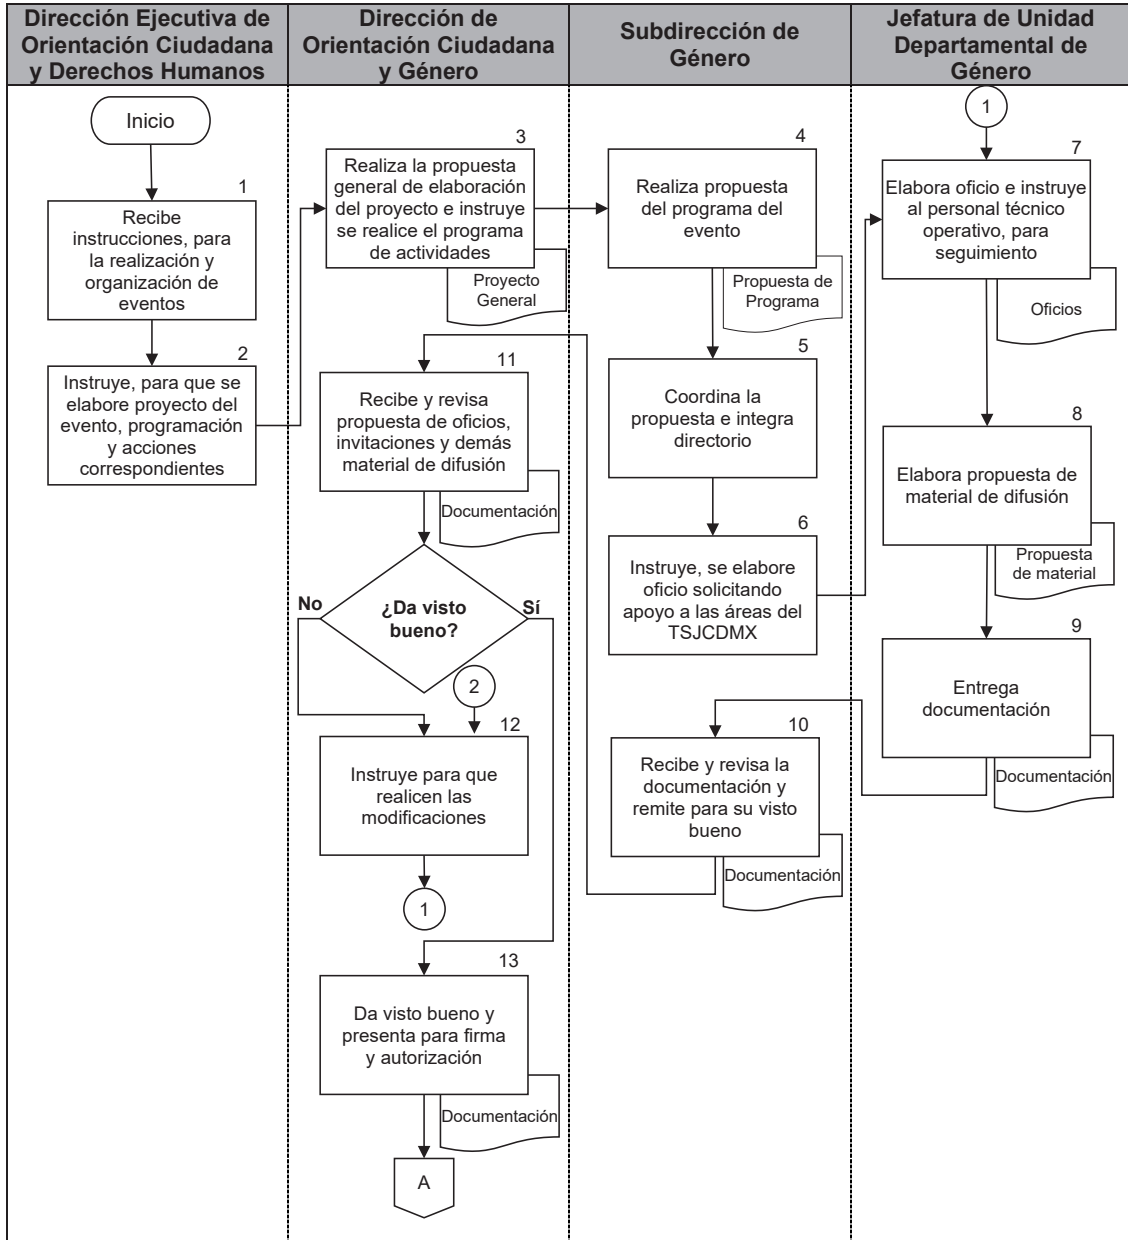 Dirección Ejecutiva de
Orientación Ciudadana
y Derechos Humanos
Dirección de
Orientación Ciudadana
y Género
Subdirección de
Género
Jefatura de Unidad
Departamental de
Género
Inicio
1
Recibe
instrucciones, para
la realización y
organización de
eventos
2
Instruye, para que se
elabore proyecto del
evento, programación
y acciones
correspondientes
3
Realiza la propuesta
general de elaboración
del proyecto e instruye
se realice el programa
de actividades
Proyecto
General
4
Realiza propuesta
del programa del
evento
Propuesta de
Programa
5
Coordina la
propuesta e integra
directorio
6
Instruye, se elabore
oficio solicitando
apoyo a las áreas del
TSJCDMX
1
7
Elabora oficio e instruye
al personal técnico
operativo, para
seguimiento
Oficios
8
Elabora propuesta de
material de difusión
Propuesta
de material
9
Entrega
documentación
Documentación
10
Recibe y revisa la
documentación y
remite para su visto
bueno
Documentación
11
Recibe y revisa
propuesta de oficios,
invitaciones y demás
material de difusión
Documentación
¿Da visto
bueno?
No
Sí
2
12
Instruye para que
realicen las
modificaciones
1
13
Da visto bueno y
presenta para firma
y autorización
Documentación
A